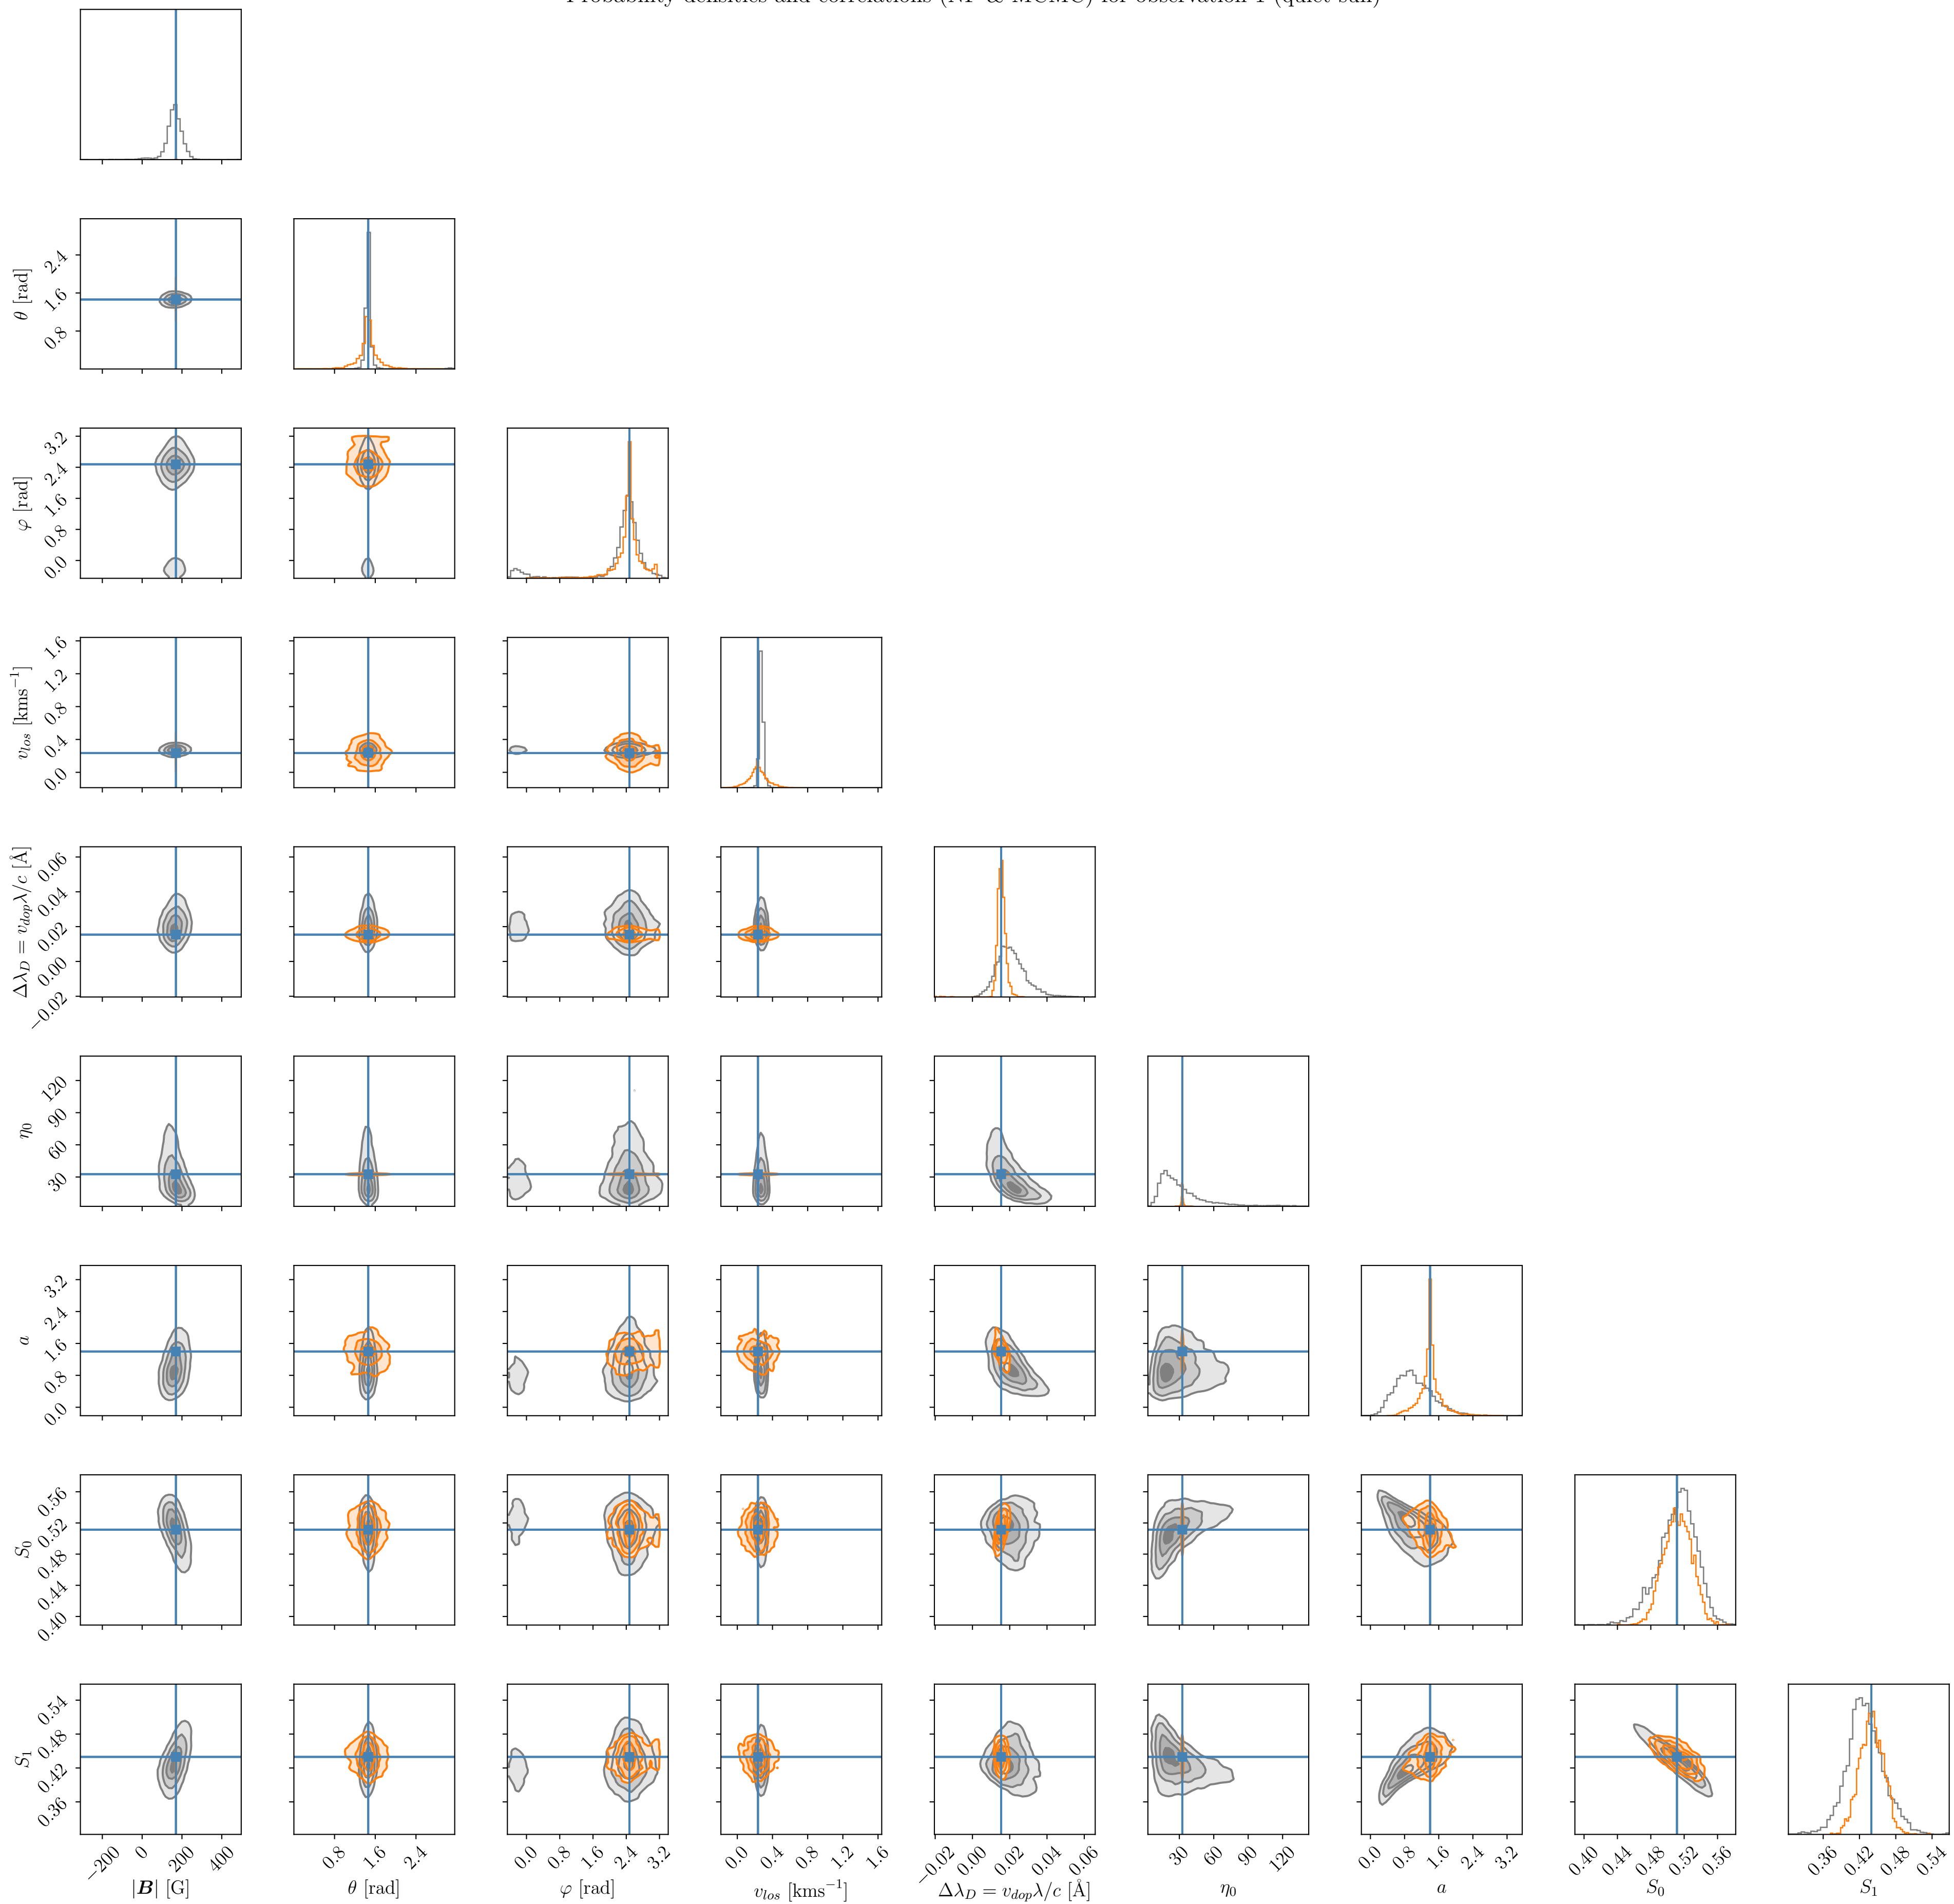 Probability densities and correlations (NF & MCMC) for observation 1 (quiet sun)
θ [rad]
2.4
1.6
0.8
φ [rad]
3.2
2.4
1.6
0.8
0.0
v_los [kms⁻¹]
1.6
1.2
0.8
0.4
0.0
Δλ_D = v_dop λ/c [Å]
0.06
0.04
0.02
0.00
−0.02
η₀
120
90
60
30
a
3.2
2.4
1.6
0.8
0.0
S₀
0.56
0.52
0.48
0.44
0.40
S₁
0.54
0.48
0.42
0.36
−200 0 200 400
0.8 1.6 2.4
0.0 0.8 1.6 2.4 3.2
0.0 0.4 0.8 1.2 1.6
−0.02 0.00 0.02 0.04 0.06
30 60 90 120
0.0 0.8 1.6 2.4 3.2
0.40 0.44 0.48 0.52 0.56
0.36 0.42 0.48 0.54
|B| [G]
θ [rad]
φ [rad]
v_los [kms⁻¹]
Δλ_D = v_dop λ/c [Å]
η₀
a
S₀
S₁